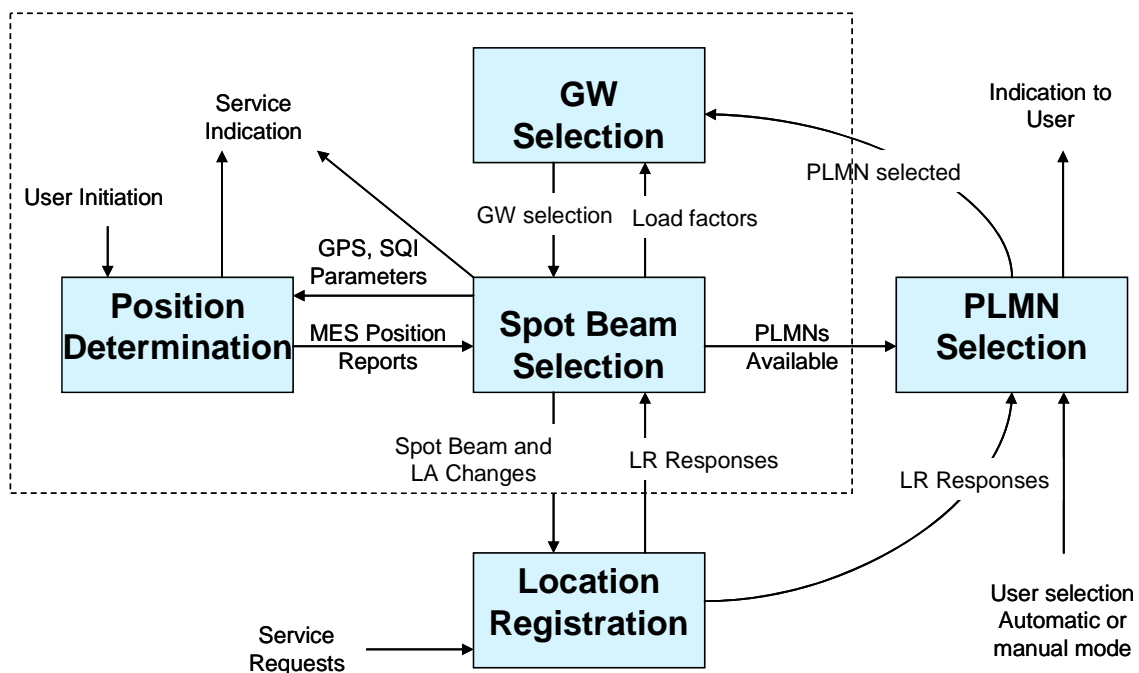 GW
Selection
Service
Indication
Indication to
User
PLMN selected
User Initiation
GW selection
Load factors
GPS, SQI
Parameters
Position
Determination
MES Position
Reports
Spot Beam
Selection
PLMNs
Available
PLMN
Selection
Spot Beam and
LA Changes
LR Responses
LR Responses
Location
Registration
User selection
Automatic or
manual mode
Service
Requests